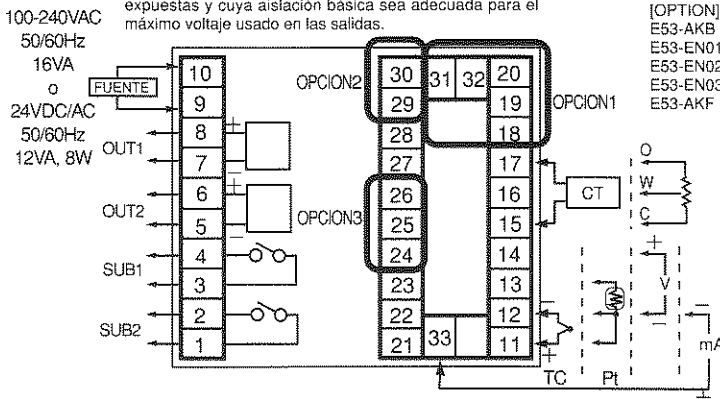 expuestas y cuya aislación básica sea adecuada para el
máximo voltaje usado en las salidas.
100-240VAC
50/60Hz
16VA
o
24VDC/AC
50/60Hz
12VA, 8W
FUENTE
OUT1
OUT2
SUB1
SUB2
10
9
8
7
6
5
4
3
2
1
+
−
+
−
OPCION2
OPCION3
OPCION1
30
29
28
27
26
25
24
23
22
21
31 32
33
20
19
18
17
16
15
14
13
12
11
[OPTION]
E53-AKB
E53-EN01
E53-EN02
E53-EN03
E53-AKF
CT
O
W
C
−
+
TC
Pt
+
V
−
−
mA
+